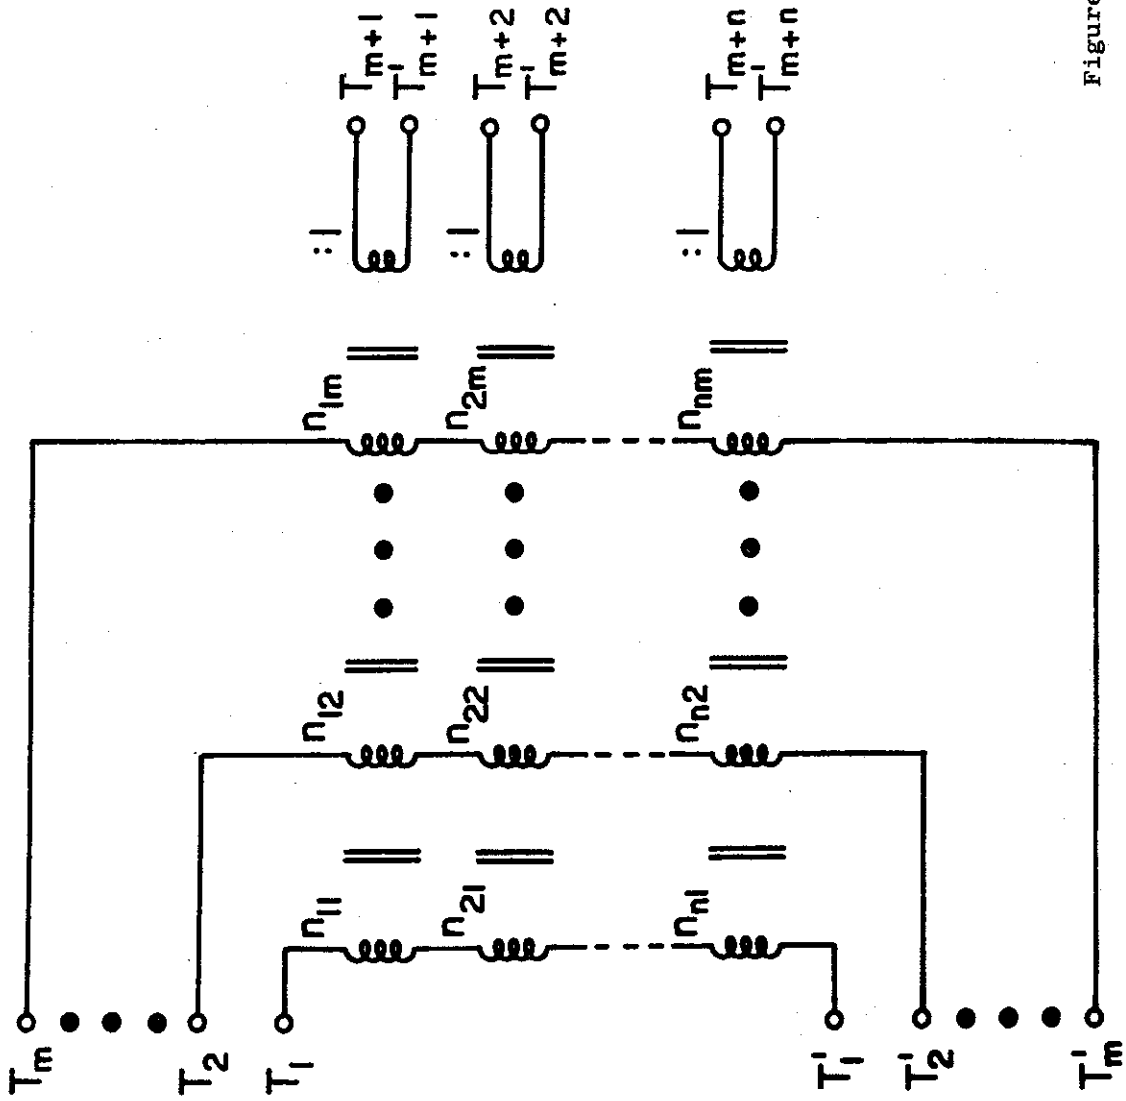 T_m
T_2
T_1
T'_1
T'_2
T'_m
n_11
n_21
n_n1
n_12
n_22
n_n2
n_1m
n_2m
n_nm
:1
:1
:1
T_m+1
T'_m+1
T_m+2
T'_m+2
T_m+n
T'_m+n
Figure